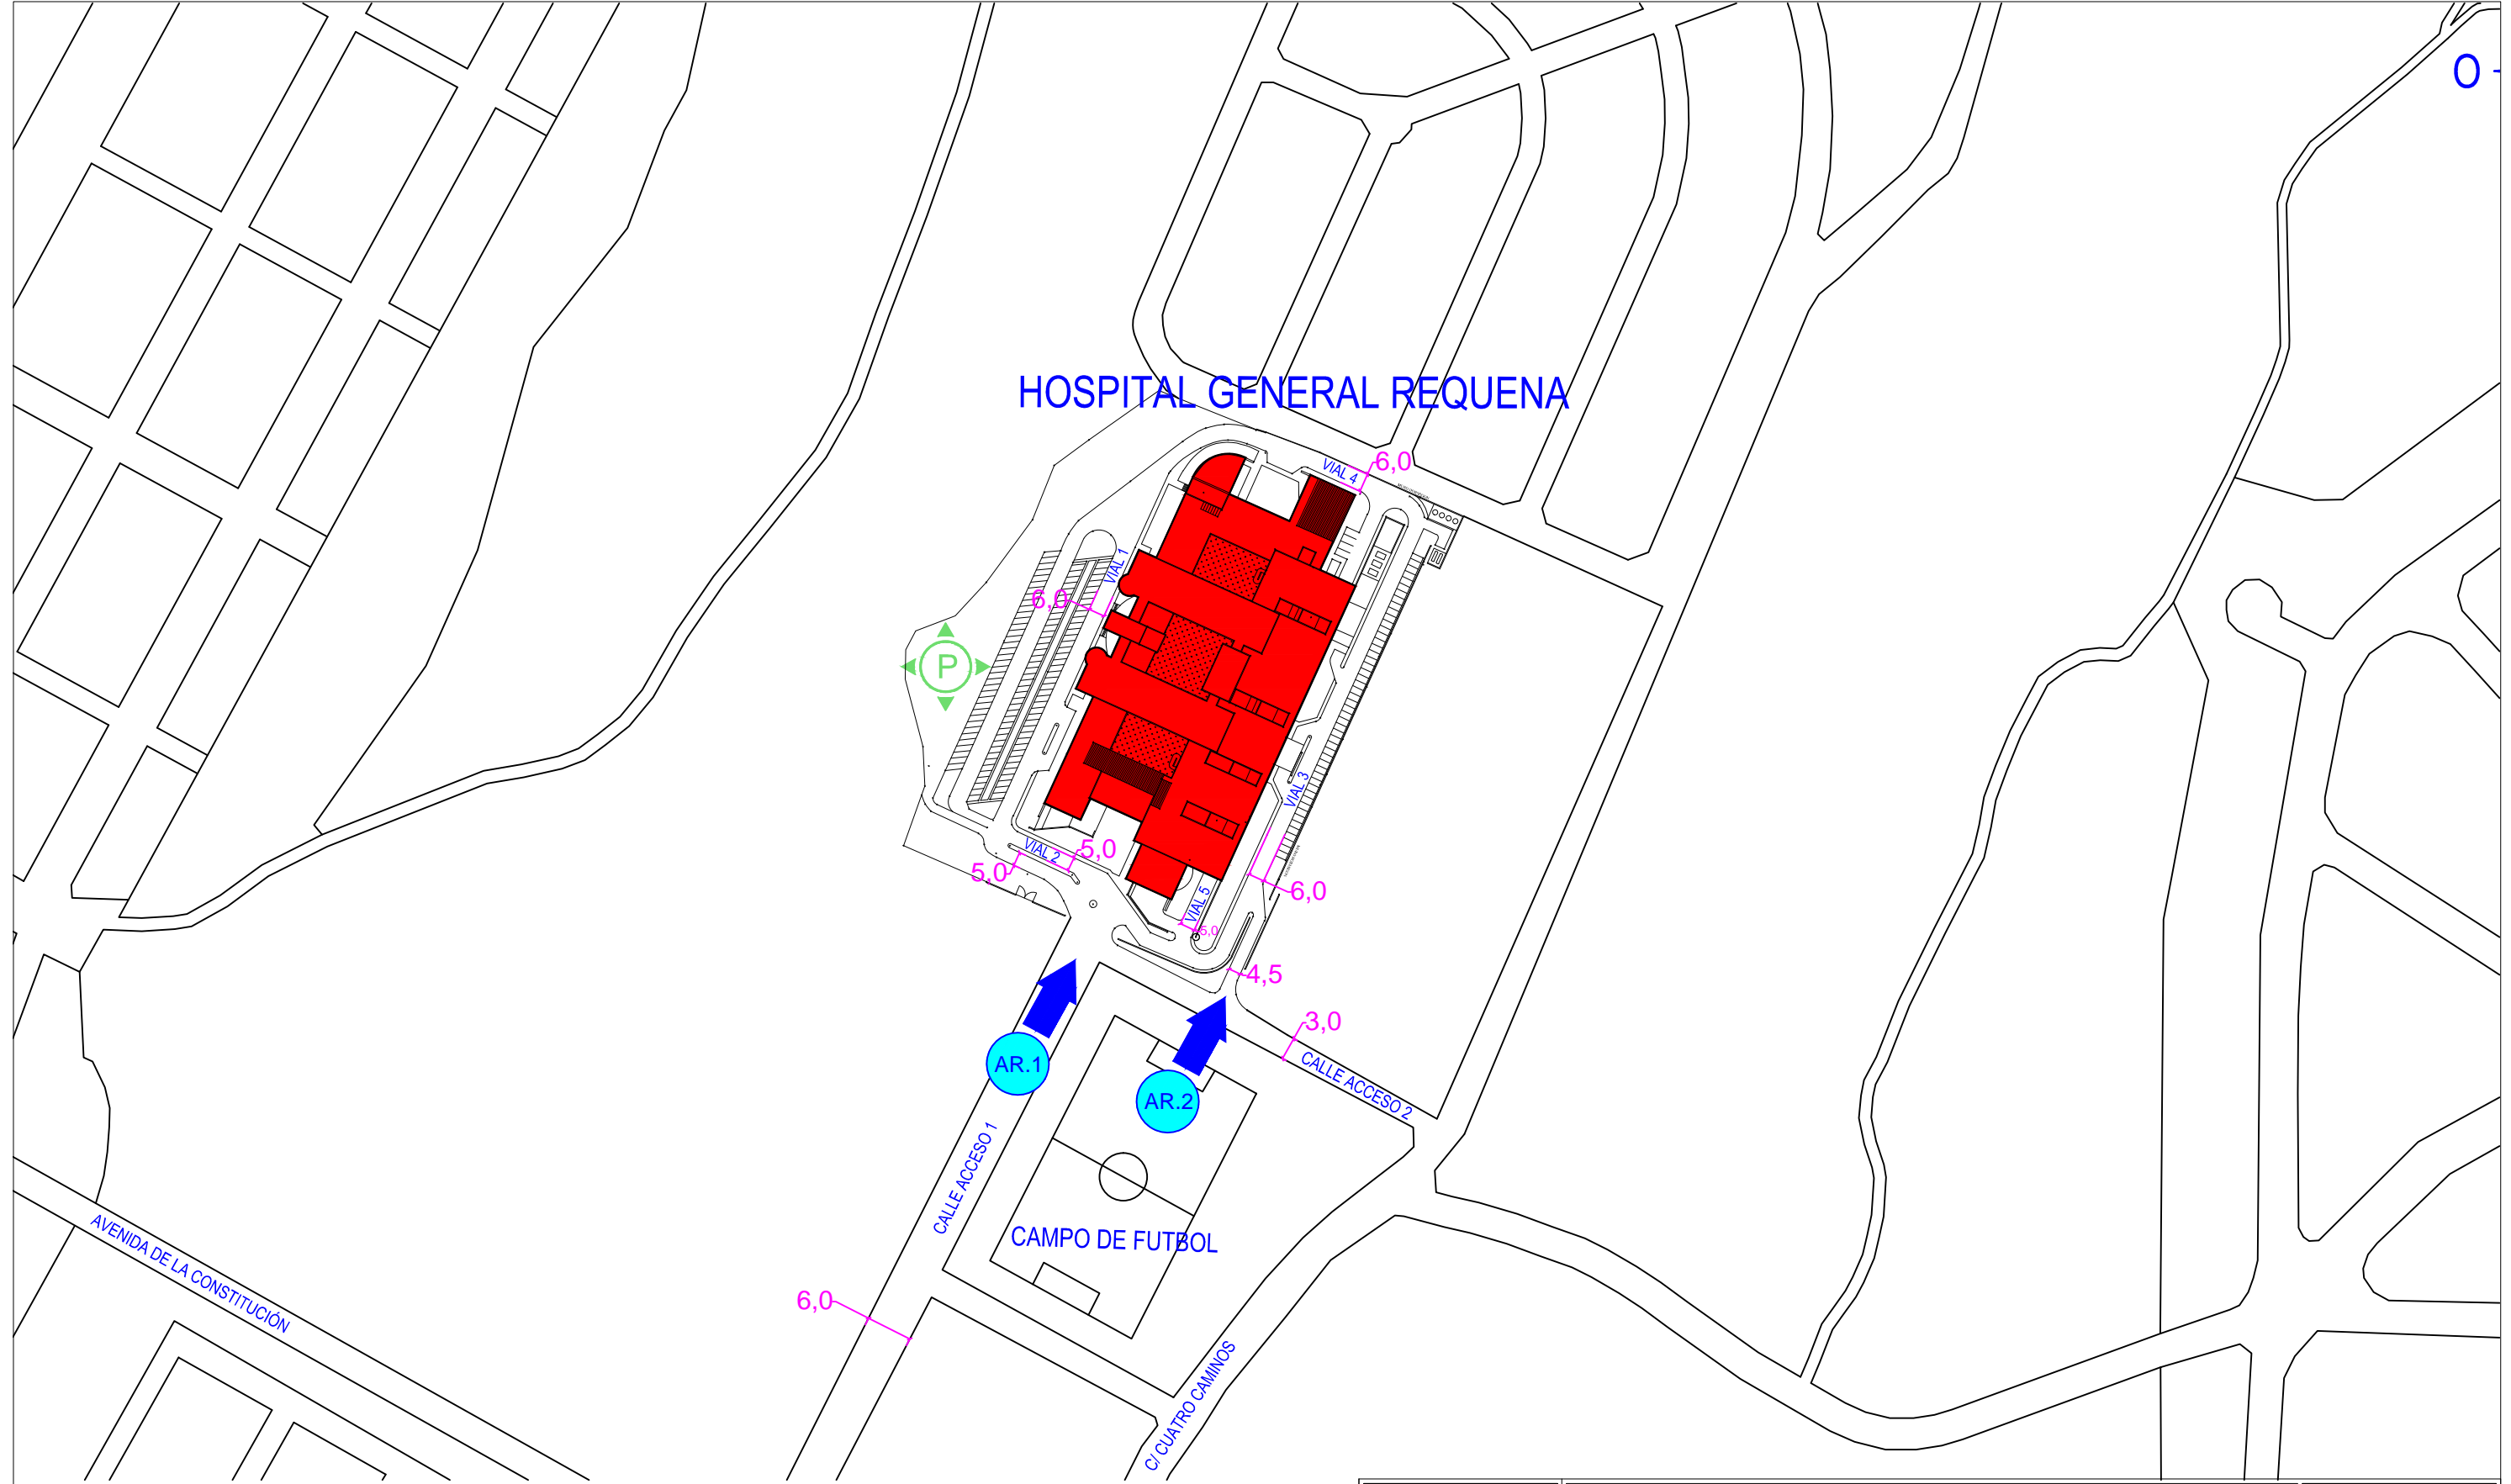 O
HOSPITAL GENERAL REQUENA
VIAL 4
6,0
VIAL 1
6,0
P
VIAL 3
VIAL 2
5,0
5,0
6,0
VIAL 5
5,0
4,5
3,0
AR.1
CALLE ACCESO 2
AR.2
CALLE ACCESO 1
CAMPO DE FUTBOL
AVENIDA DE LA CONSTITUCIÓN
6,0
C/ CUATRO CAMINOS